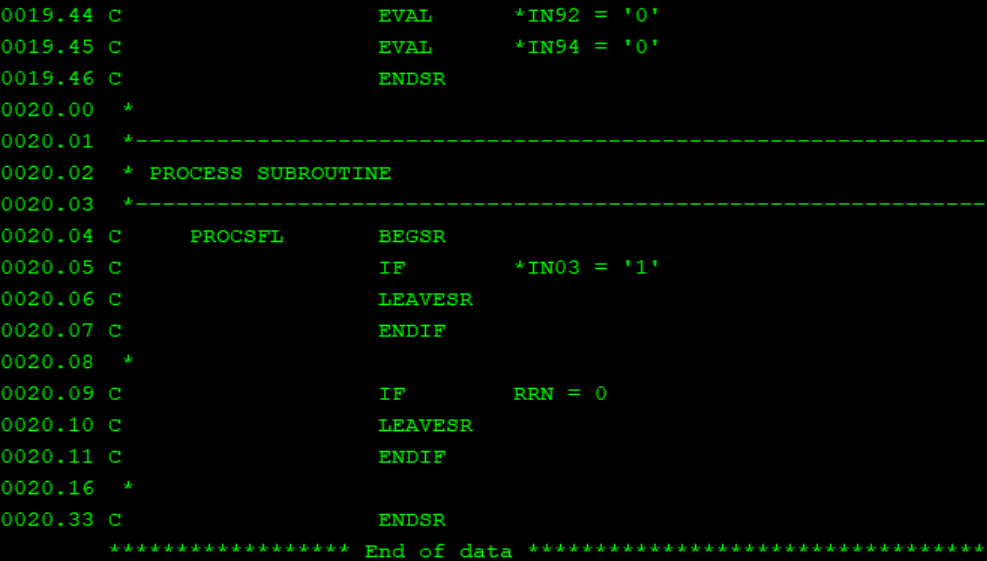 0019.44 C                   EVAL      *IN92 = '0'
0019.45 C                   EVAL      *IN94 = '0'
0019.46 C                   ENDSR
0020.00  *
0020.01  *---------------------------------------------------------------
0020.02  * PROCESS SUBROUTINE
0020.03  *---------------------------------------------------------------
0020.04 C     PROCSFL       BEGSR
0020.05 C                   IF        *IN03 = '1'
0020.06 C                   LEAVESR
0020.07 C                   ENDIF
0020.08  *
0020.09 C                   IF        RRN = 0
0020.10 C                   LEAVESR
0020.11 C                   ENDIF
0020.16  *
0020.33 C                   ENDSR
        ****************** End of data **********************************